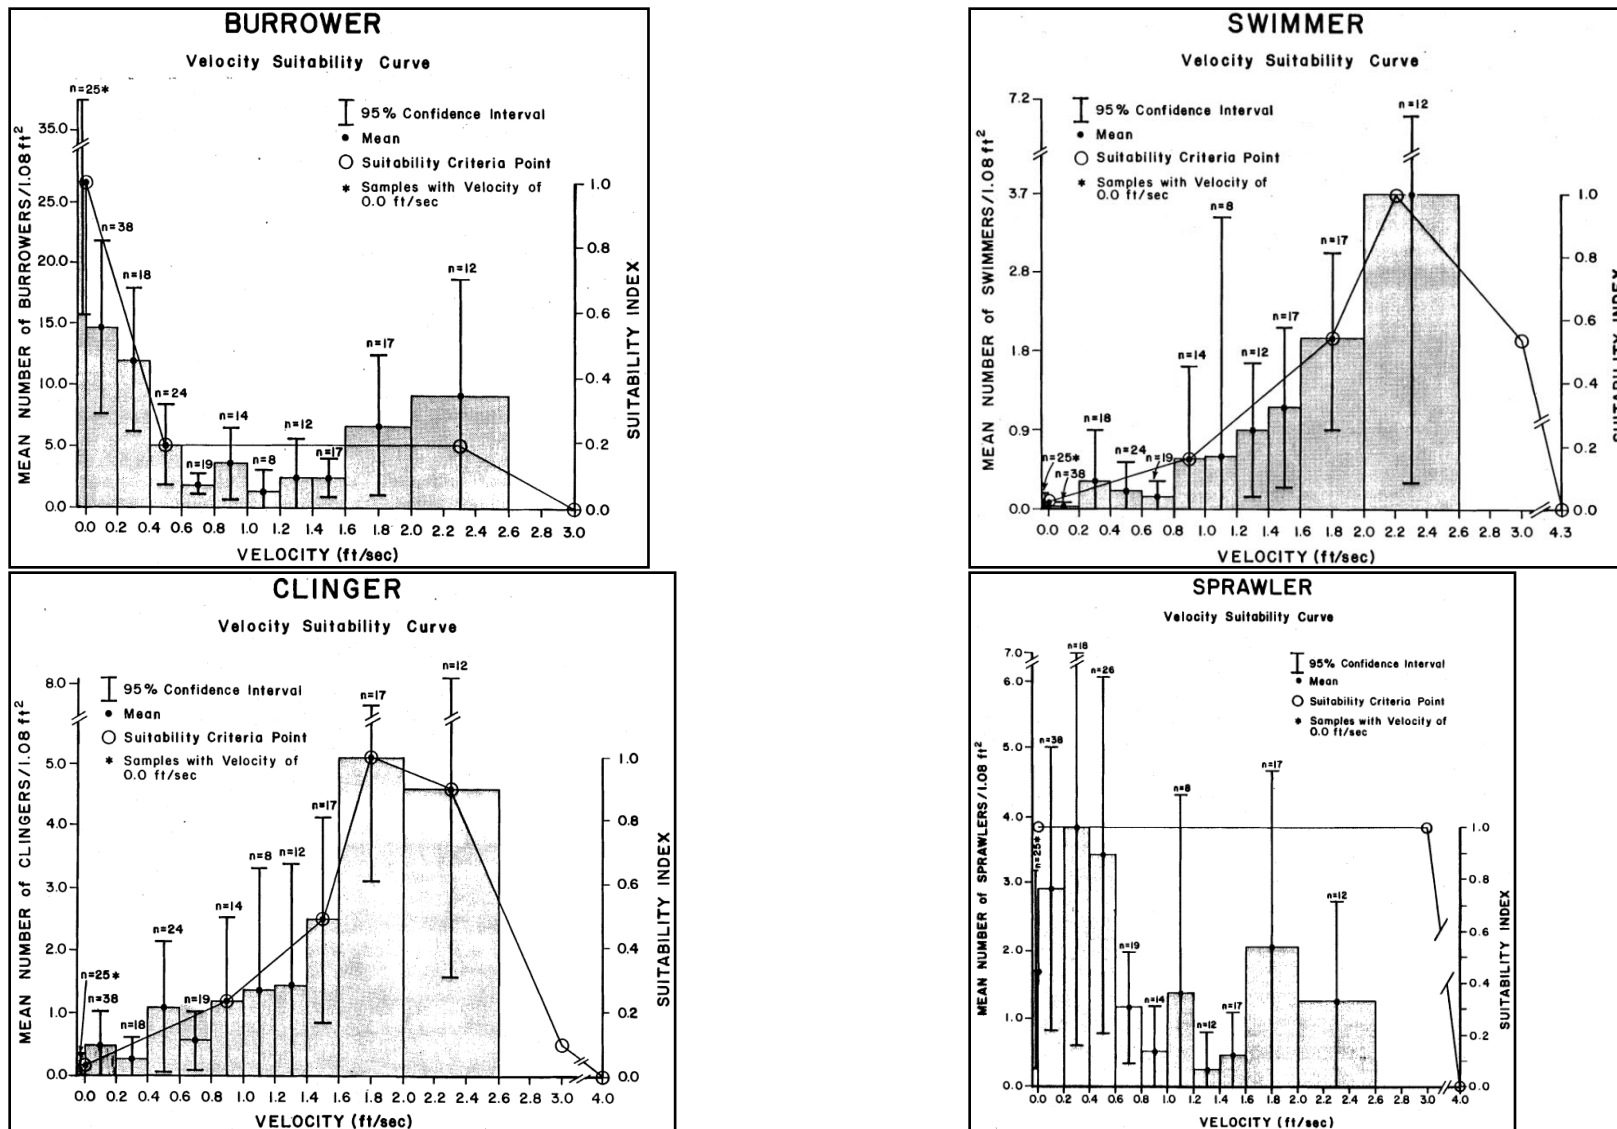 BURROWER
Velocity Suitability Curve
n=25*
95% Confidence Interval
Mean
Suitability Criteria Point
* Samples with Velocity of
0.0 ft/sec
MEAN NUMBER of BURROWERS/1.08 ft²
35.0
25.0
20.0
15.0
10.0
5.0
0.0
n=38
n=18
n=24
n=19
n=14
n=8
n=12
n=17
n=17
n=12
1.0
0.8
0.6
0.4
0.2
0.0
SUITABILITY INDEX
0.0 0.2 0.4 0.6 0.8 1.0 1.2 1.4 1.6 1.8 2.0 2.2 2.4 2.6 2.8 3.0
VELOCITY (ft/sec)
SWIMMER
Velocity Suitability Curve
95% Confidence Interval
Mean
Suitability Criteria Point
* Samples with Velocity of
0.0 ft/sec
MEAN NUMBER of SWIMMERS/1.08 ft²
7.2
3.7
2.8
1.8
0.9
0.0
n=25*
n=38
n=18
n=24
n=19
n=14
n=8
n=12
n=17
n=17
n=12
1.0
0.8
0.6
0.4
0.2
0.0
SUITABILITY INDEX
0.0 0.2 0.4 0.6 0.8 1.0 1.2 1.4 1.6 1.8 2.0 2.2 2.4 2.6 3.0 4.3
VELOCITY (ft/sec)
CLINGER
Velocity Suitability Curve
95% Confidence Interval
Mean
Suitability Criteria Point
* Samples with Velocity of
0.0 ft/sec
MEAN NUMBER of CLINGERS/1.08 ft²
8.0
5.0
4.0
3.0
2.0
1.0
0.0
n=25*
n=38
n=18
n=24
n=19
n=14
n=8
n=12
n=17
n=17
n=12
1.0
0.8
0.6
0.4
0.2
0.0
SUITABILITY INDEX
0.0 0.2 0.4 0.6 0.8 1.0 1.2 1.4 1.6 1.8 2.0 2.2 2.4 2.6 3.0 4.0
VELOCITY (ft/sec)
SPRAWLER
Velocity Suitability Curve
95% Confidence Interval
Mean
Suitability Criteria Point
* Samples with Velocity of
0.0 ft/sec
MEAN NUMBER of SPRAWLERS/1.08 ft²
7.0
6.0
5.0
4.0
3.0
2.0
1.0
0.0
n=25*
n=38
n=18
n=26
n=19
n=14
n=8
n=12
n=17
n=17
n=12
1.0
0.8
0.6
0.4
0.2
0.0
SUITABILITY INDEX
0.0 0.2 0.4 0.6 0.8 1.0 1.2 1.4 1.6 1.8 2.0 2.2 2.4 2.6 3.0 4.0
VELOCITY (ft/sec)